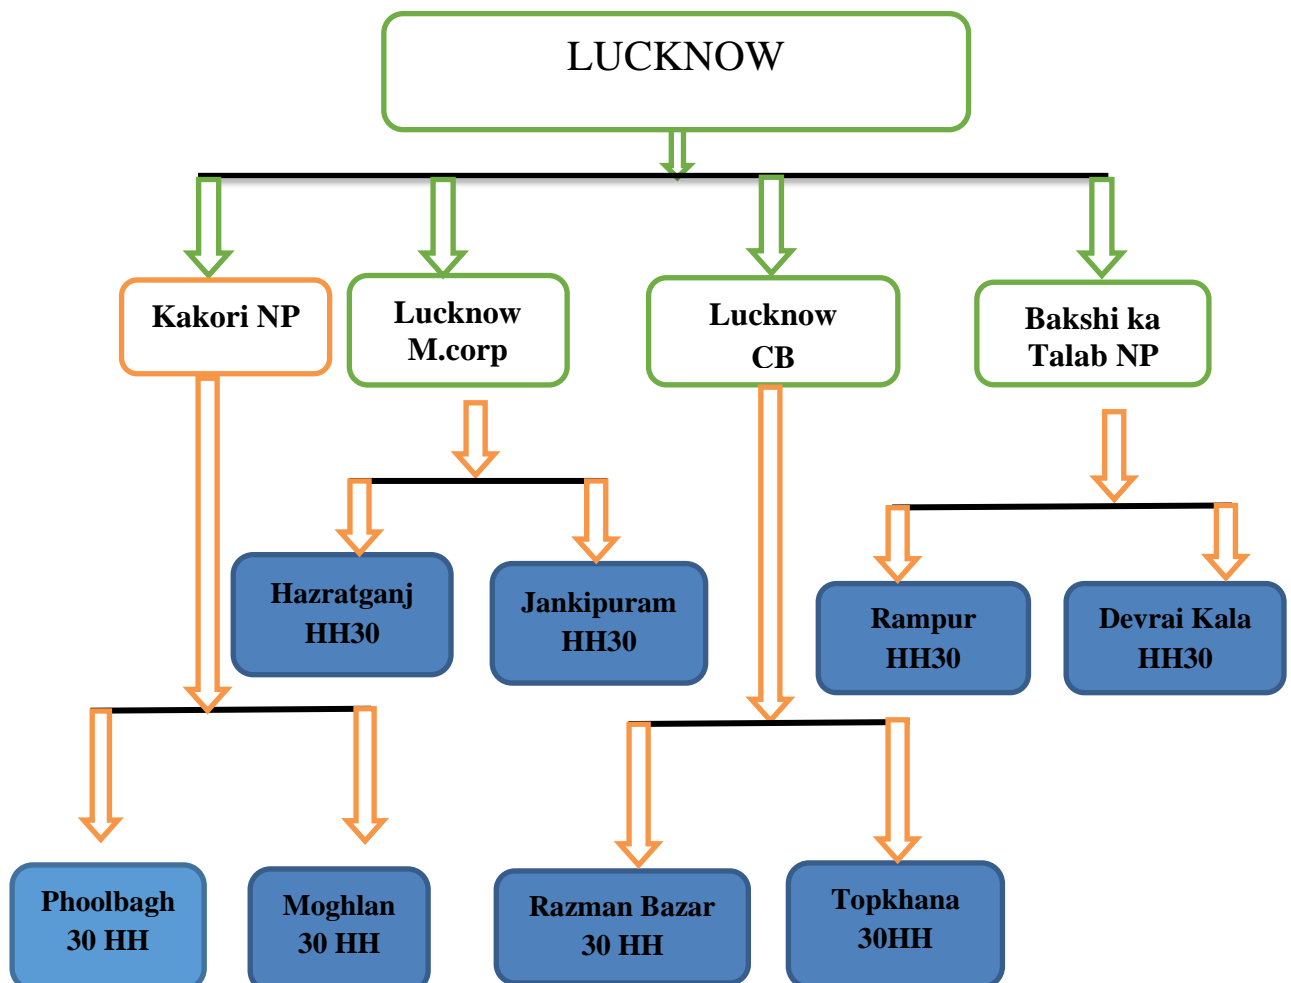 LUCKNOW
Kakori NP
Lucknow
M.corp
Lucknow
CB
Bakshi ka
Talab NP
Hazratganj
HH30
Jankipuram
HH30
Rampur
HH30
Devrai Kala
HH30
Phoolbagh
30 HH
Moghlan
30 HH
Razman Bazar
30 HH
Topkhana
30HH